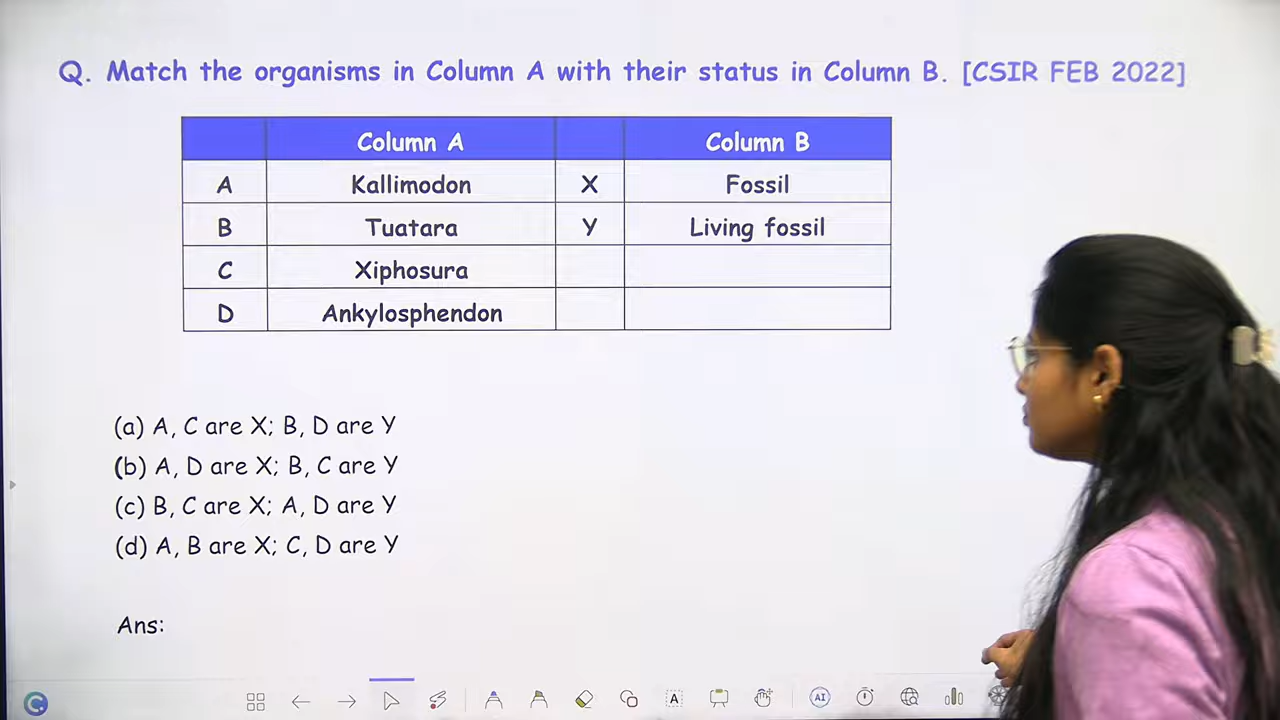 Q. Match the organisms in Column A with their status in Column B. [CSIR FEB 2022]
Column A Column B
A Kallimodon X Fossil
B Tuatara Y Living fossil
C Xiphosura
D Ankylosphendon
(a) A, C are X; B, D are Y
(b) A, D are X; B, C are Y
(c) B, C are X; A, D are Y
(d) A, B are X; C, D are Y
Ans:
A AI